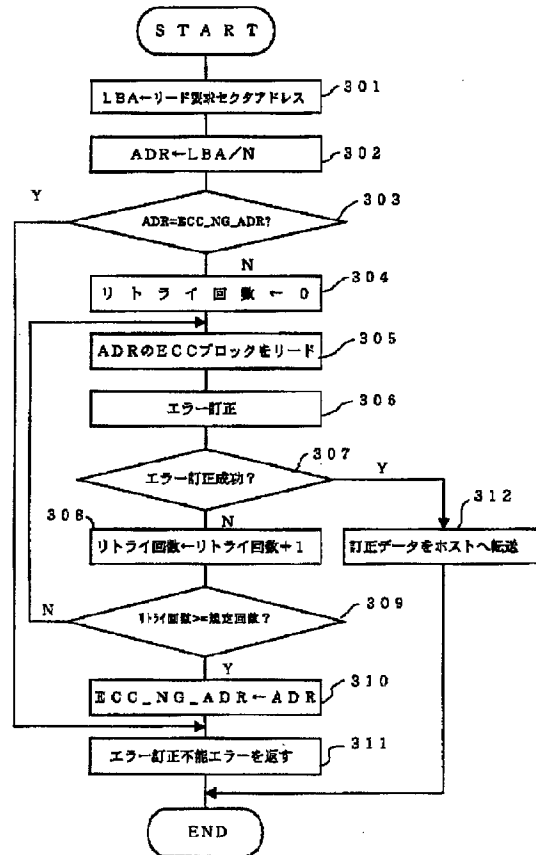 START
LBA←リード要求セクタアドレス
301
ADR←LBA/N
302
Y
ADR=ECC_NG_ADR?
303
N
リトライ回数←0
304
ADRのECCブロックをリード
305
エラー訂正
306
エラー訂正成功?
307
Y
308
N
312
リトライ回数←リトライ回数+1
訂正データをホストへ転送
N
リトライ回数>=規定回数?
309
Y
ECC_NG_ADR←ADR
310
エラー訂正不能エラーを返す
311
END